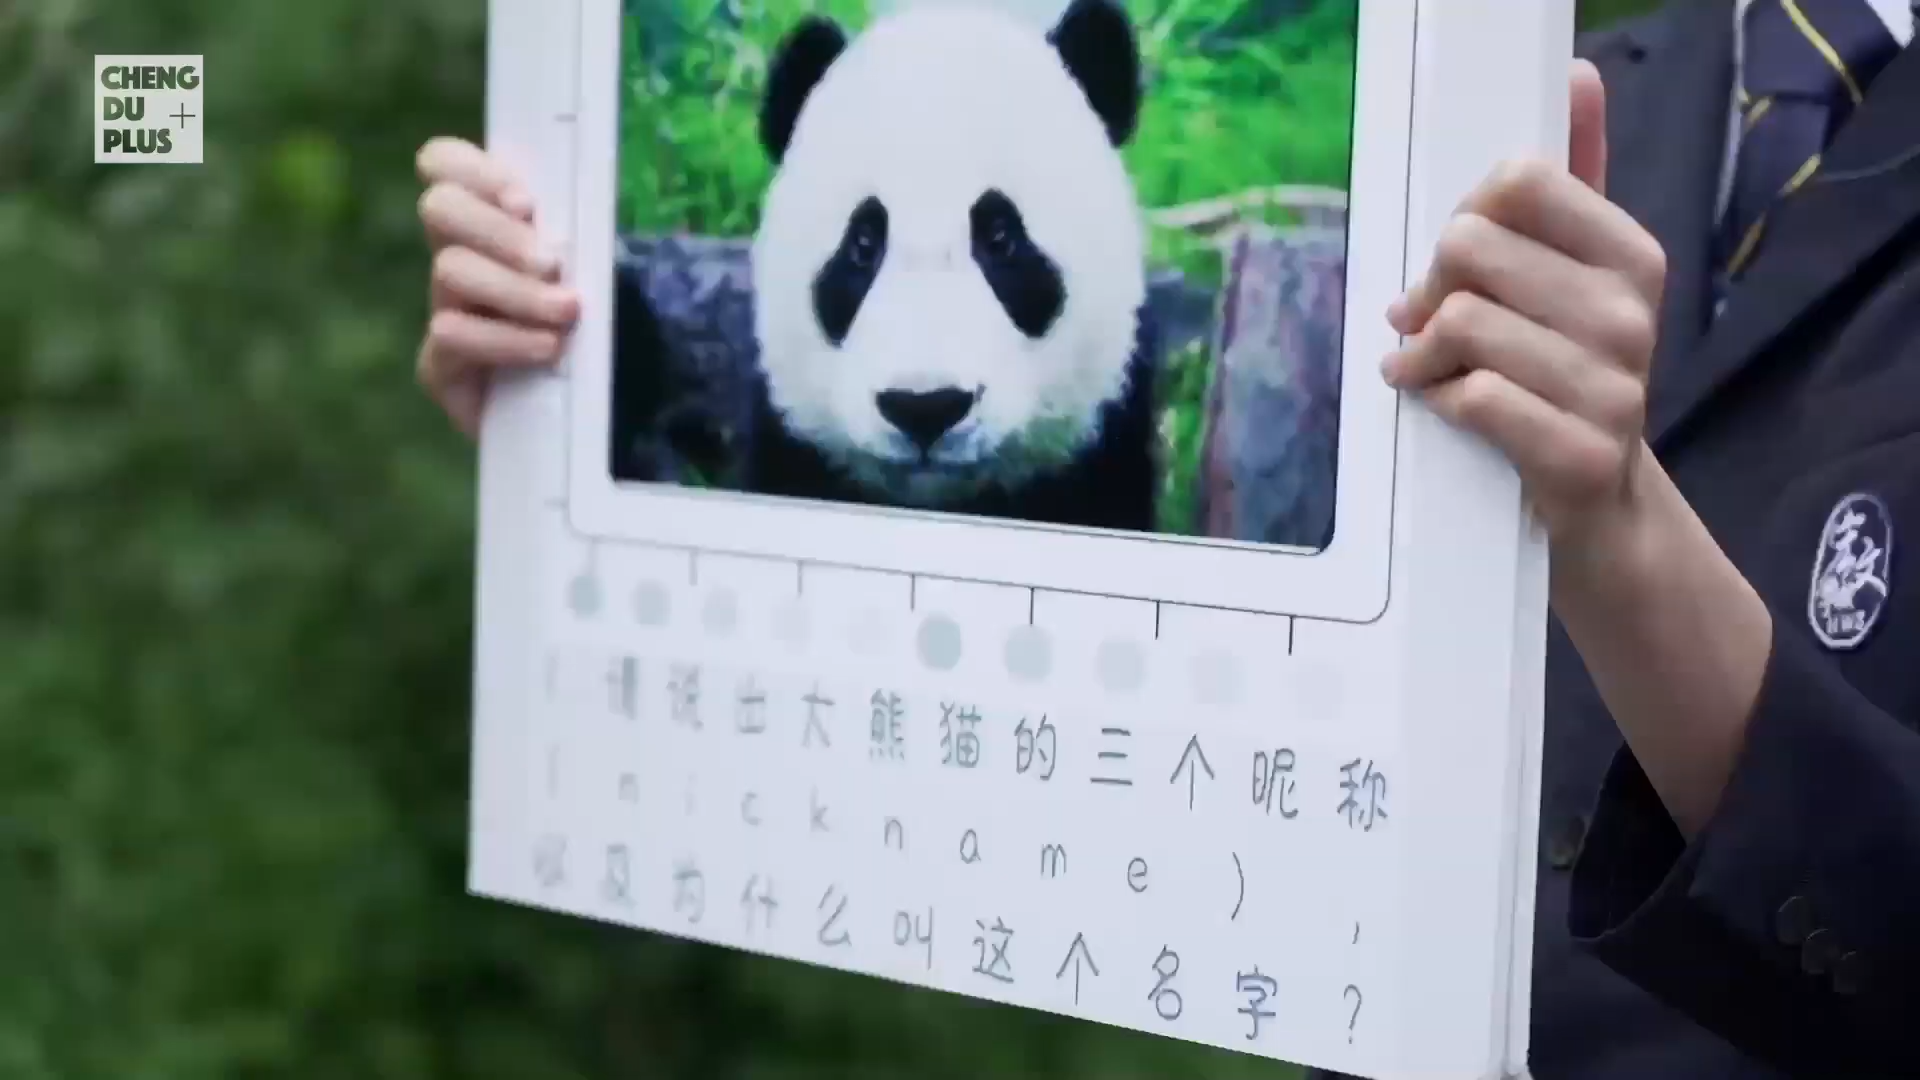 CHENG
DU
PLUS+
请说出大熊猫的三个昵称
(nickname),
以及为什么叫这个名字?